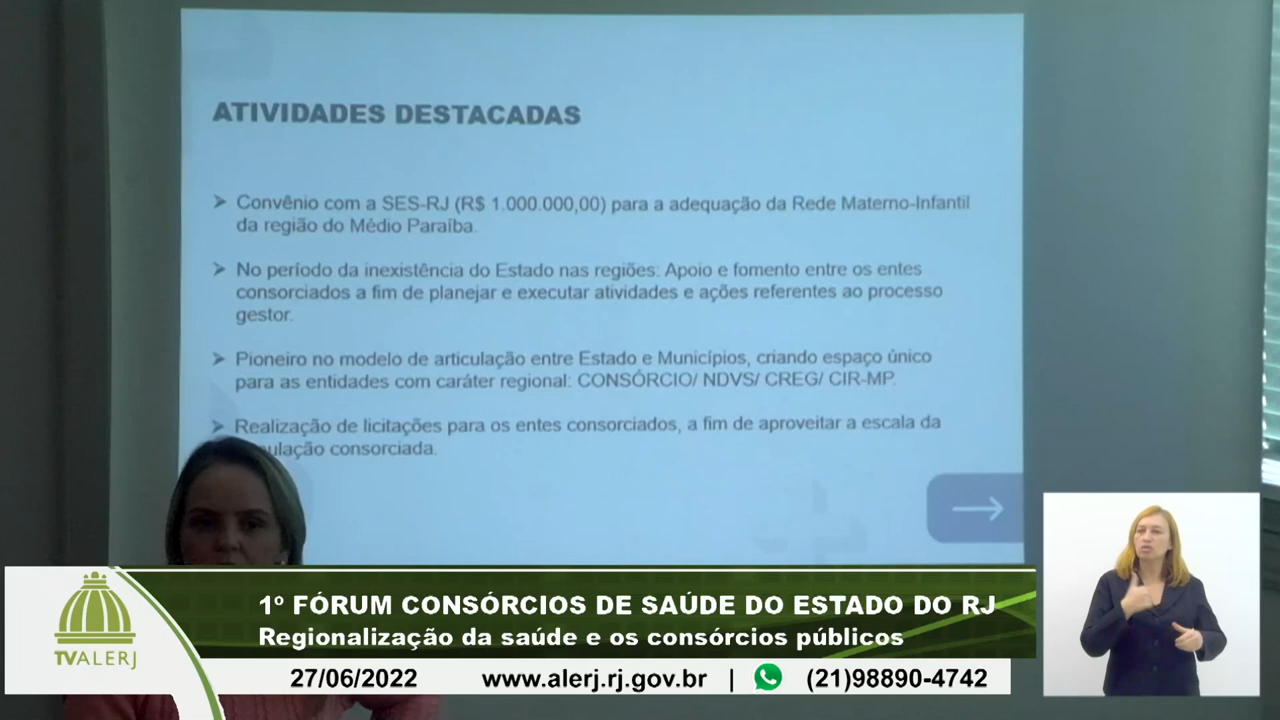 ATIVIDADES DESTACADAS
➢ Convênio com a SES-RJ (R$ 1.000.000,00) para a adequação da Rede Materno-Infantil
da região do Médio Paraíba.
➢ No período da inexistência do Estado nas regiões: Apoio e fomento entre os entes
consorciados a fim de planejar e executar atividades e ações referentes ao processo
gestor.
➢ Pioneiro no modelo de articulação entre Estado e Municípios, criando espaço único
para as entidades com caráter regional: CONSÓRCIO/ NDVS/ CREG/ CIR-MP.
➢ Realização de licitações para os entes consorciados, a fim de aproveitar a escala da
consorciada.
1º FÓRUM CONSÓRCIOS DE SAÚDE DO ESTADO DO RJ
Regionalização da saúde e os consórcios públicos
TVALERJ
27/06/2022 www.alerj.rj.gov.br | (21)98890-4742